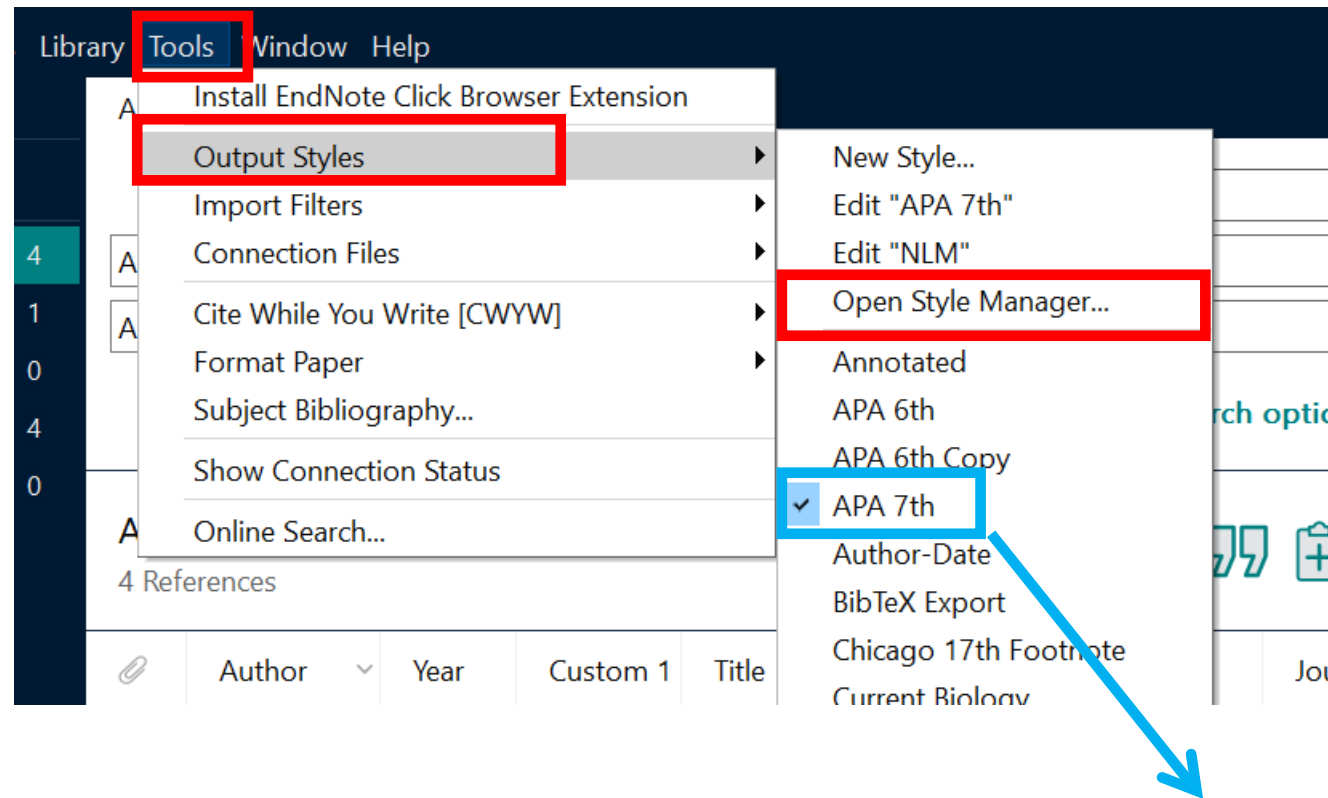 Library Tools Window Help
A
Install EndNote Click Browser Extension
Output Styles
Import Filters
Connection Files
Cite While You Write [CWYW]
Format Paper
Subject Bibliography...
Show Connection Status
Online Search...
New Style...
Edit "APA 7th"
Edit "NLM"
Open Style Manager...
Annotated
APA 6th
APA 6th Copy
APA 7th
Author-Date
BibTeX Export
Chicago 17th Footnote
Current Biology
4
1
0
4
0
A
A
A
4 References
Author Year Custom 1 Title